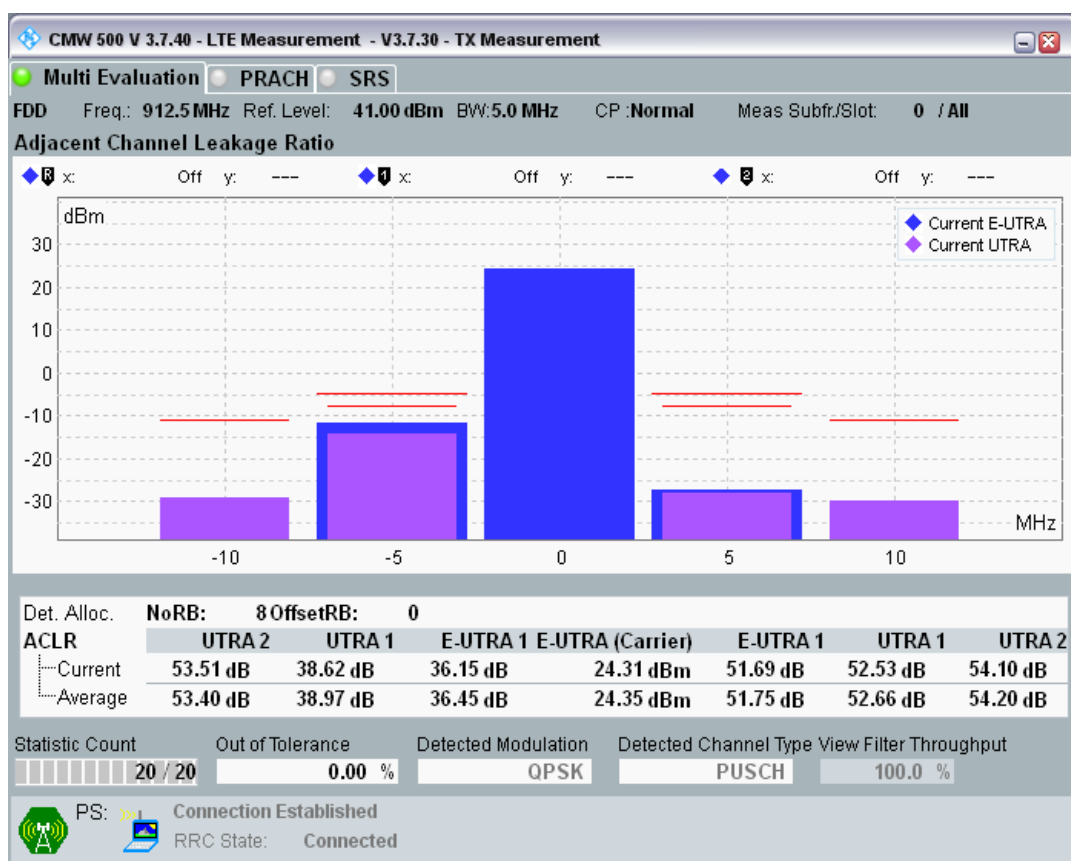 CMW 500 V 3.7.40 - LTE Measurement - V3.7.30 - TX Measurement
Multi Evaluation PRACH SRS
FDD Freq.: 912.5 MHz Ref. Level: 41.00 dBm BW:5.0 MHz CP :Normal Meas Subfr./Slot: 0 / All
Adjacent Channel Leakage Ratio
R x: Off y: --- 1 x: Off y: --- 2 x: Off y: ---
dBm
Current E-UTRA
Current UTRA
30
20
10
0
-10
-20
-30
MHz
-10 -5 0 5 10
Det. Alloc. NoRB: 8 OffsetRB: 0
ACLR UTRA 2 UTRA 1 E-UTRA 1 E-UTRA (Carrier) E-UTRA 1 UTRA 1 UTRA 2
Current 53.51 dB 38.62 dB 36.15 dB 24.31 dBm 51.69 dB 52.53 dB 54.10 dB
Average 53.40 dB 38.97 dB 36.45 dB 24.35 dBm 51.75 dB 52.66 dB 54.20 dB
Statistic Count Out of Tolerance Detected Modulation Detected Channel Type View Filter Throughput
20 / 20 0.00 % QPSK PUSCH 100.0 %
PS: Connection Established
RRC State: Connected